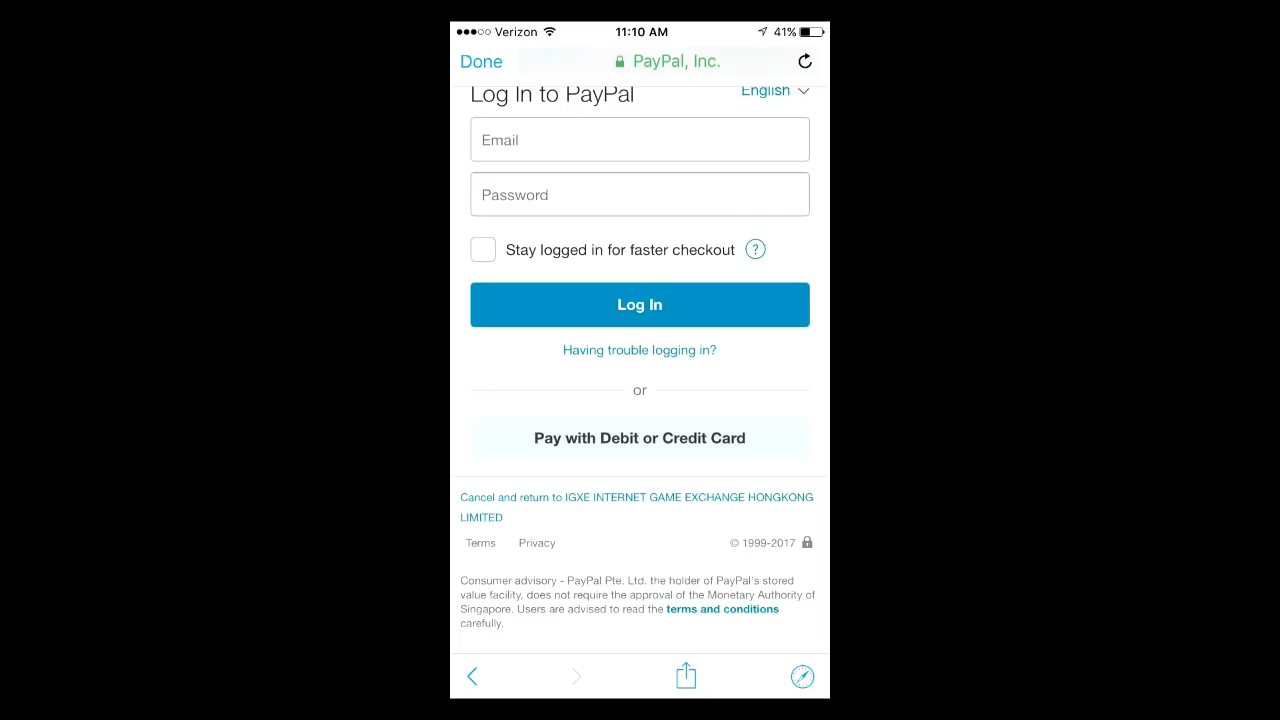 Verizon 11:10 AM 41%
Done PayPal, Inc.
Log In to PayPal English
Email
Password
Stay logged in for faster checkout ?
Log In
Having trouble logging in?
or
Pay with Debit or Credit Card
Cancel and return to IGXE INTERNET GAME EXCHANGE HONGKONG
LIMITED
Terms Privacy © 1999-2017
Consumer advisory - PayPal Pte. Ltd. the holder of PayPal's stored
value facility, does not require the approval of the Monetary Authority of
Singapore. Users are advised to read the terms and conditions
carefully.